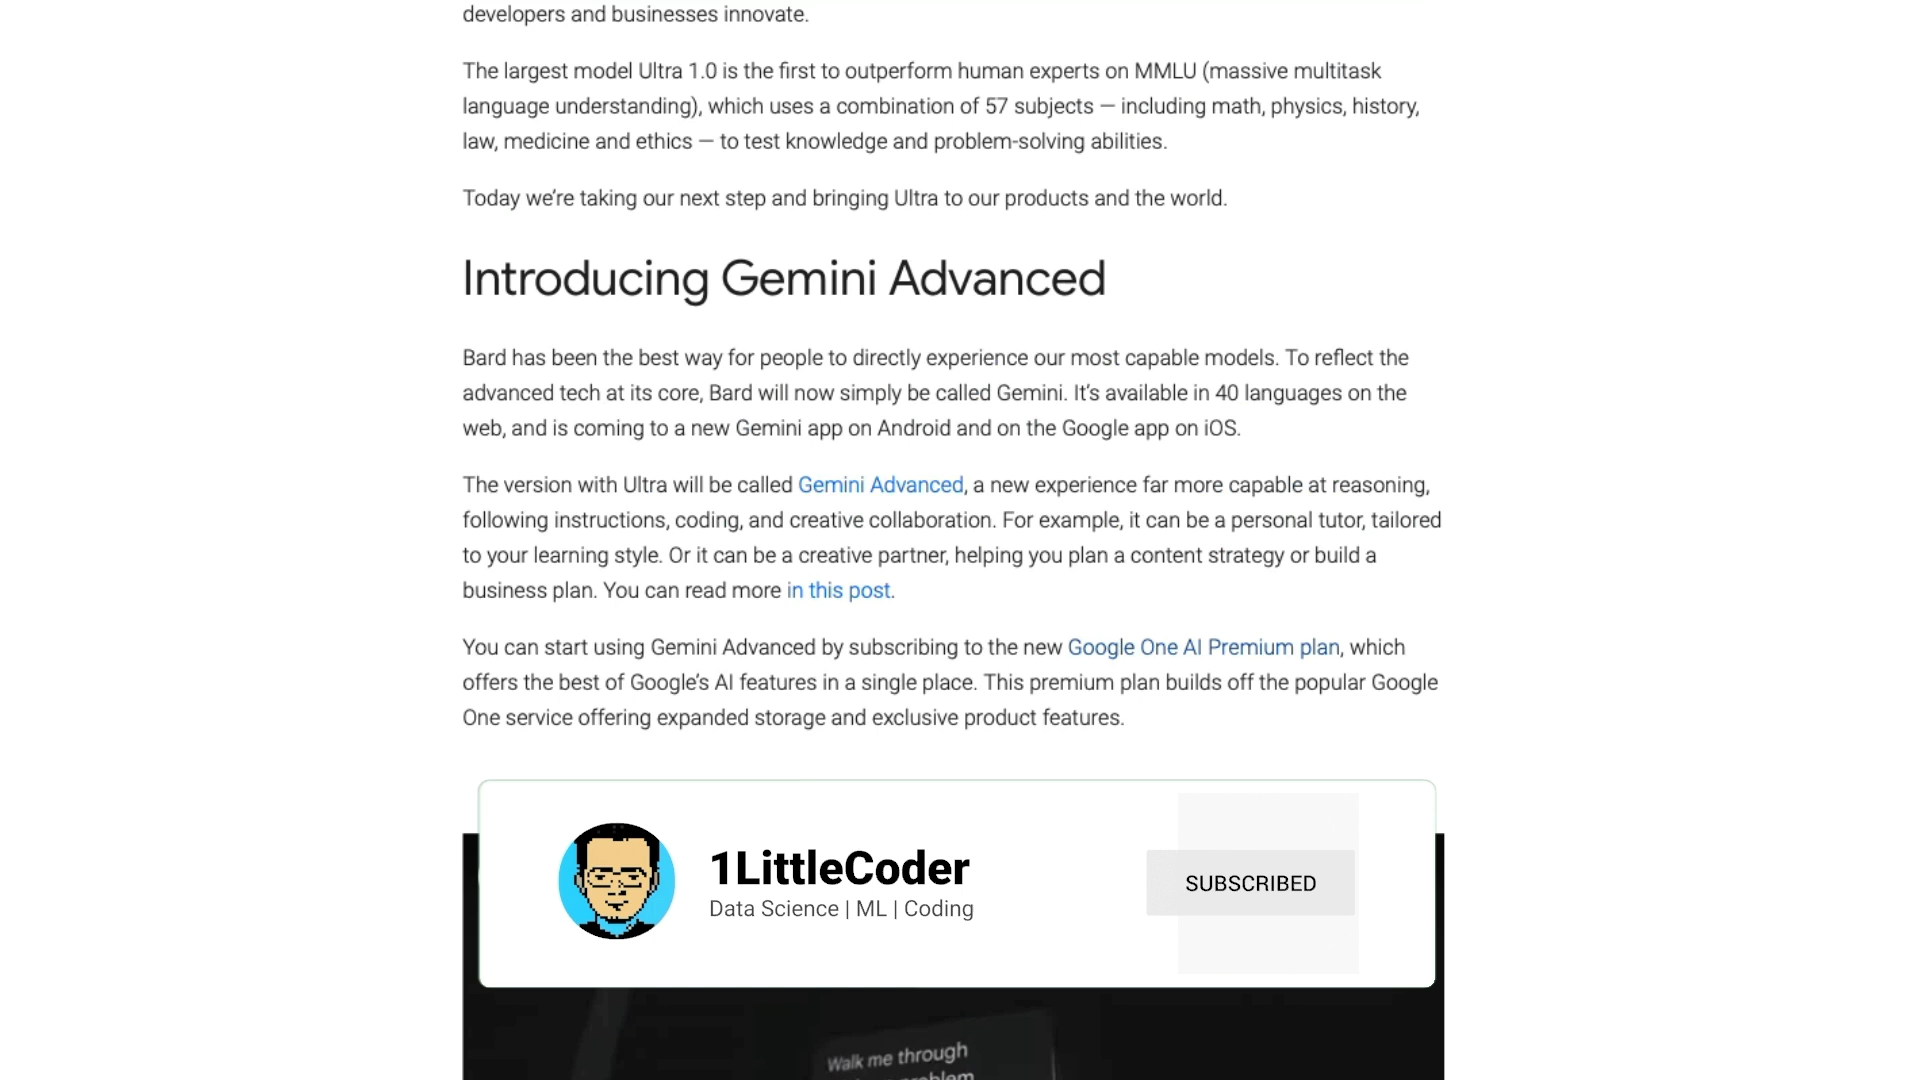 developers and businesses innovate.
The largest model Ultra 1.0 is the first to outperform human experts on MMLU (massive multitask
language understanding), which uses a combination of 57 subjects — including math, physics, history,
law, medicine and ethics — to test knowledge and problem-solving abilities.
Today we’re taking our next step and bringing Ultra to our products and the world.
Introducing Gemini Advanced
Bard has been the best way for people to directly experience our most capable models. To reflect the
advanced tech at its core, Bard will now simply be called Gemini. It’s available in 40 languages on the
web, and is coming to a new Gemini app on Android and on the Google app on iOS.
The version with Ultra will be called Gemini Advanced, a new experience far more capable at reasoning,
following instructions, coding, and creative collaboration. For example, it can be a personal tutor, tailored
to your learning style. Or it can be a creative partner, helping you plan a content strategy or build a
business plan. You can read more in this post.
You can start using Gemini Advanced by subscribing to the new Google One AI Premium plan, which
offers the best of Google’s AI features in a single place. This premium plan builds off the popular Google
One service offering expanded storage and exclusive product features.
1LittleCoder
Data Science | ML | Coding
SUBSCRIBED
Walk me through